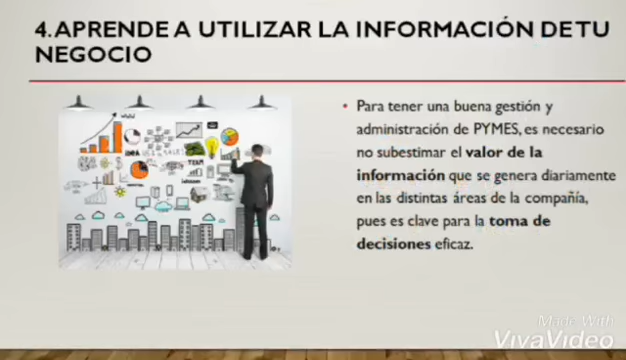 4. APRENDE A UTILIZAR LA INFORMACIÓN DE TU
NEGOCIO
• Para tener una buena gestión y
administración de PYMES, es necesario
no subestimar el valor de la
información que se genera diariamente
en las distintas áreas de la compañía,
pues es clave para la toma de
decisiones eficaz.
IDEA
TEAM
Made With
VivaVideo